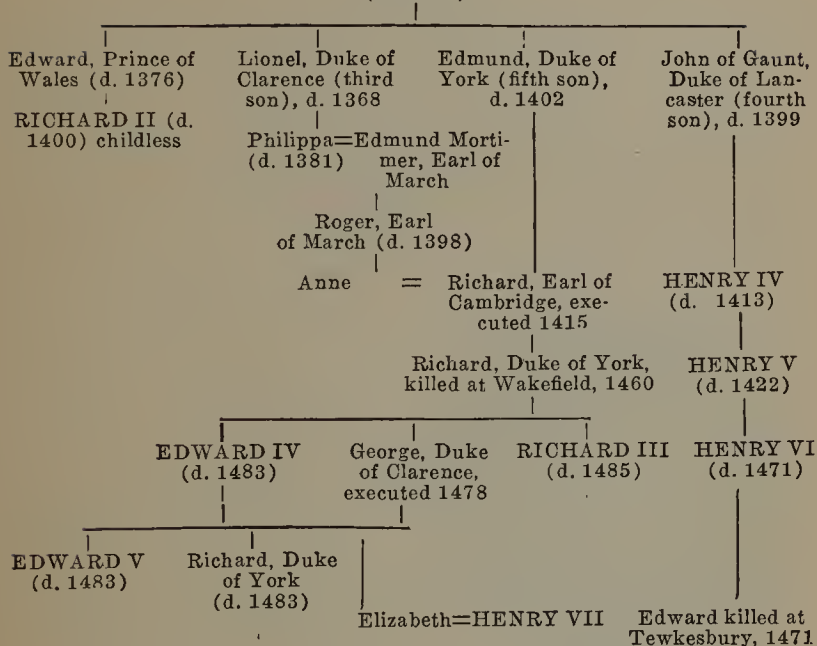 Edward, Prince of
Wales (d. 1376)
RICHARD II (d.
1400) childless
Lionel, Duke of
Clarence (third
son), d. 1368
Edmund, Duke of
York (fifth son),
d. 1402
John of Gaunt,
Duke of Lan-
caster (fourth
son), d. 1399
Philippa=Edmund Morti-
(d. 1381) mer, Earl of
March
Roger, Earl
of March (d. 1398)
Anne = Richard, Earl of
Cambridge, exe-
cuted 1415
HENRY IV
(d. 1413)
Richard, Duke of York,
killed at Wakefield, 1460
HENRY V
(d. 1422)
EDWARD IV
(d. 1483)
George, Duke
of Clarence,
executed 1478
RICHARD III
(d. 1485)
HENRY VI
(d. 1471)
EDWARD V
(d. 1483)
Richard, Duke
of York
(d. 1483)
Elizabeth=HENRY VII
Edward killed at
Tewkesbury, 1471